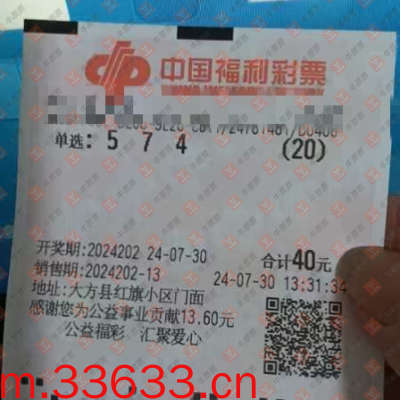 中国福利彩票
单选: 5 7 4 (20)
开奖期:2024202 24-07-30 合计40元
销售期:2024202-13 24-07-30 13:31:34
地址:大方县红旗小区门面
感谢您为公益事业贡献13.60元
公益福彩 汇聚爱心
m.33633.cn